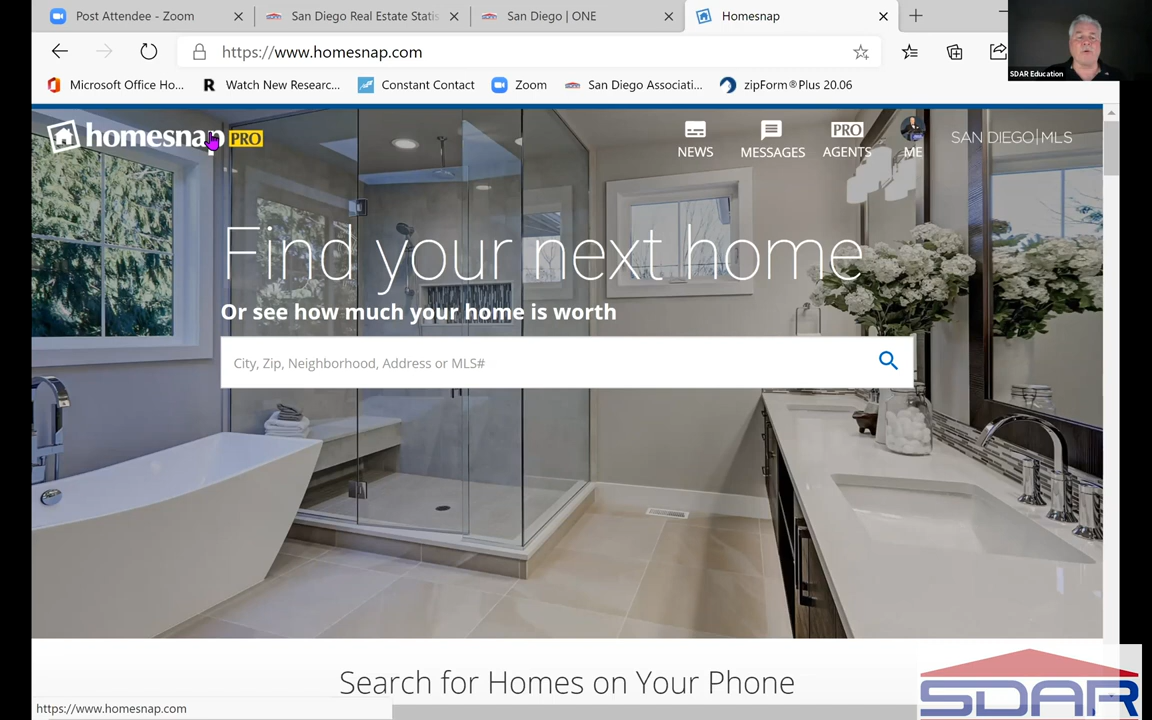 Post Attendee - Zoom
San Diego Real Estate Statis
San Diego | ONE
Homesnap
https://www.homesnap.com
SDAR Education
Microsoft Office Ho...
Watch New Researc...
Constant Contact
Zoom
San Diego Associati...
zipForm®Plus 20.06
homesnap PRO
NEWS
MESSAGES
PRO
AGENTS
ME
SAN DIEGO|MLS
Find your next home
Or see how much your home is worth
City, Zip, Neighborhood, Address or MLS#
Search for Homes on Your Phone
https://www.homesnap.com
SDAR